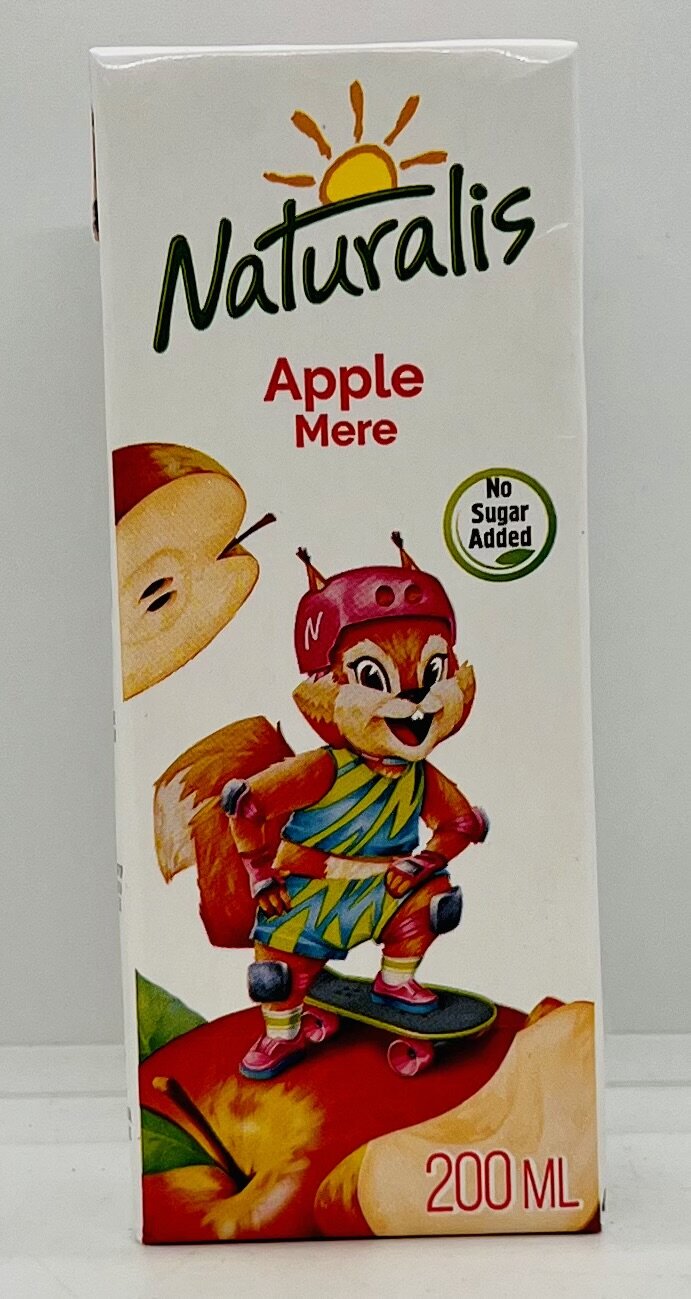 Naturalis
Apple
Mere
No
Sugar
Added
N
200 ML